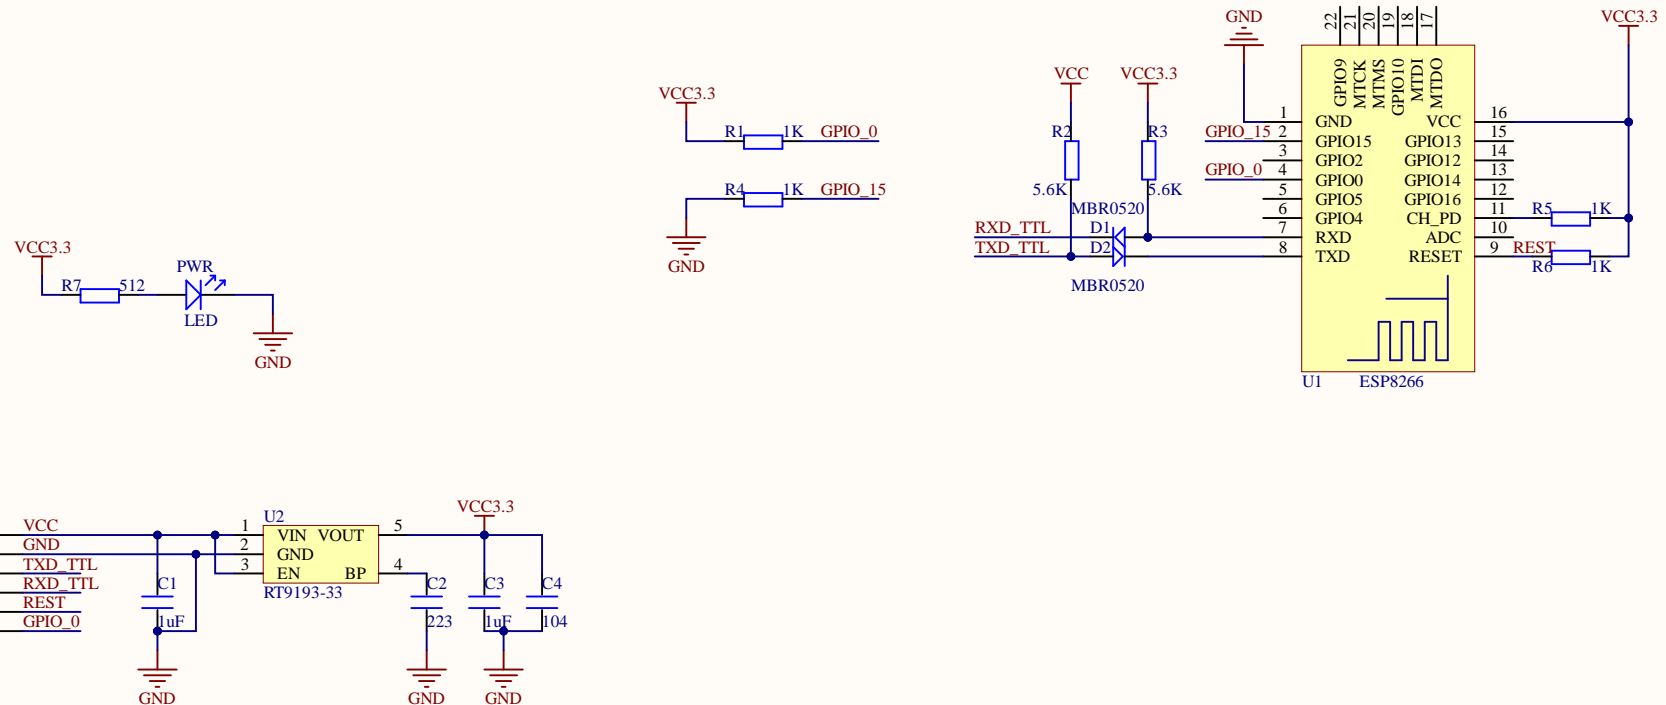 GND
22
21
20
19
18
17
VCC3.3
GPIO9
MTCK
MTMS
GPIO10
MTDI
MTDO
VCC
VCC3.3
VCC3.3
R1 1K GPIO_0
R4 1K GPIO_15
GND
R2
5.6K
R3
5.6K
MBR0520
RXD_TTL D1
TXD_TTL D2
MBR0520
GPIO_15
GPIO_0
1 GND VCC 16
2 GPIO15 GPIO13 15
3 GPIO2 GPIO12 14
4 GPIO0 GPIO14 13
5 GPIO5 GPIO16 12
6 GPIO4 CH_PD 11 R5 1K
7 RXD ADC 10
8 TXD RESET 9 REST
R6 1K
U1 ESP8266
VCC3.3
PWR
R7 512
LED
GND
VCC3.3
VCC
GND
TXD_TTL
RXD_TTL
REST
GPIO_0
U2
1 VIN VOUT 5
2 GND
3 EN BP 4
RT9193-33
C1
1uF
C2
223
C3
1uF
C4
104
GND
GND
GND